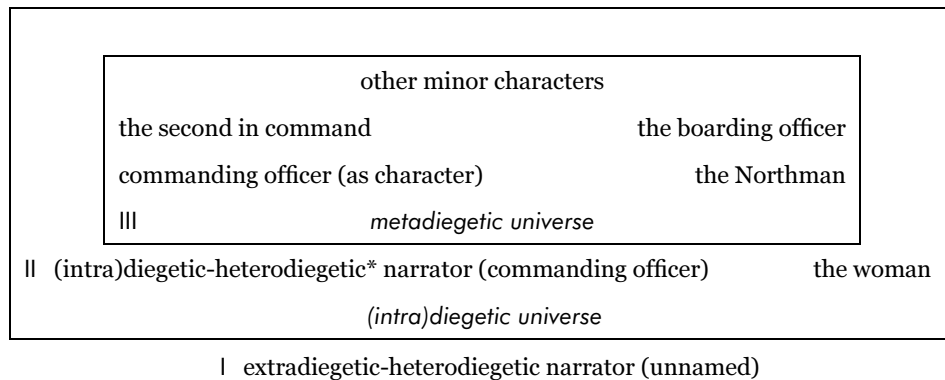 other minor characters
the second in command the boarding officer
commanding officer (as character) the Northman
III metadiegetic universe
II (intra)diegetic-heterodiegetic* narrator (commanding officer) the woman
(intra)diegetic universe
I extradiegetic-heterodiegetic narrator (unnamed)